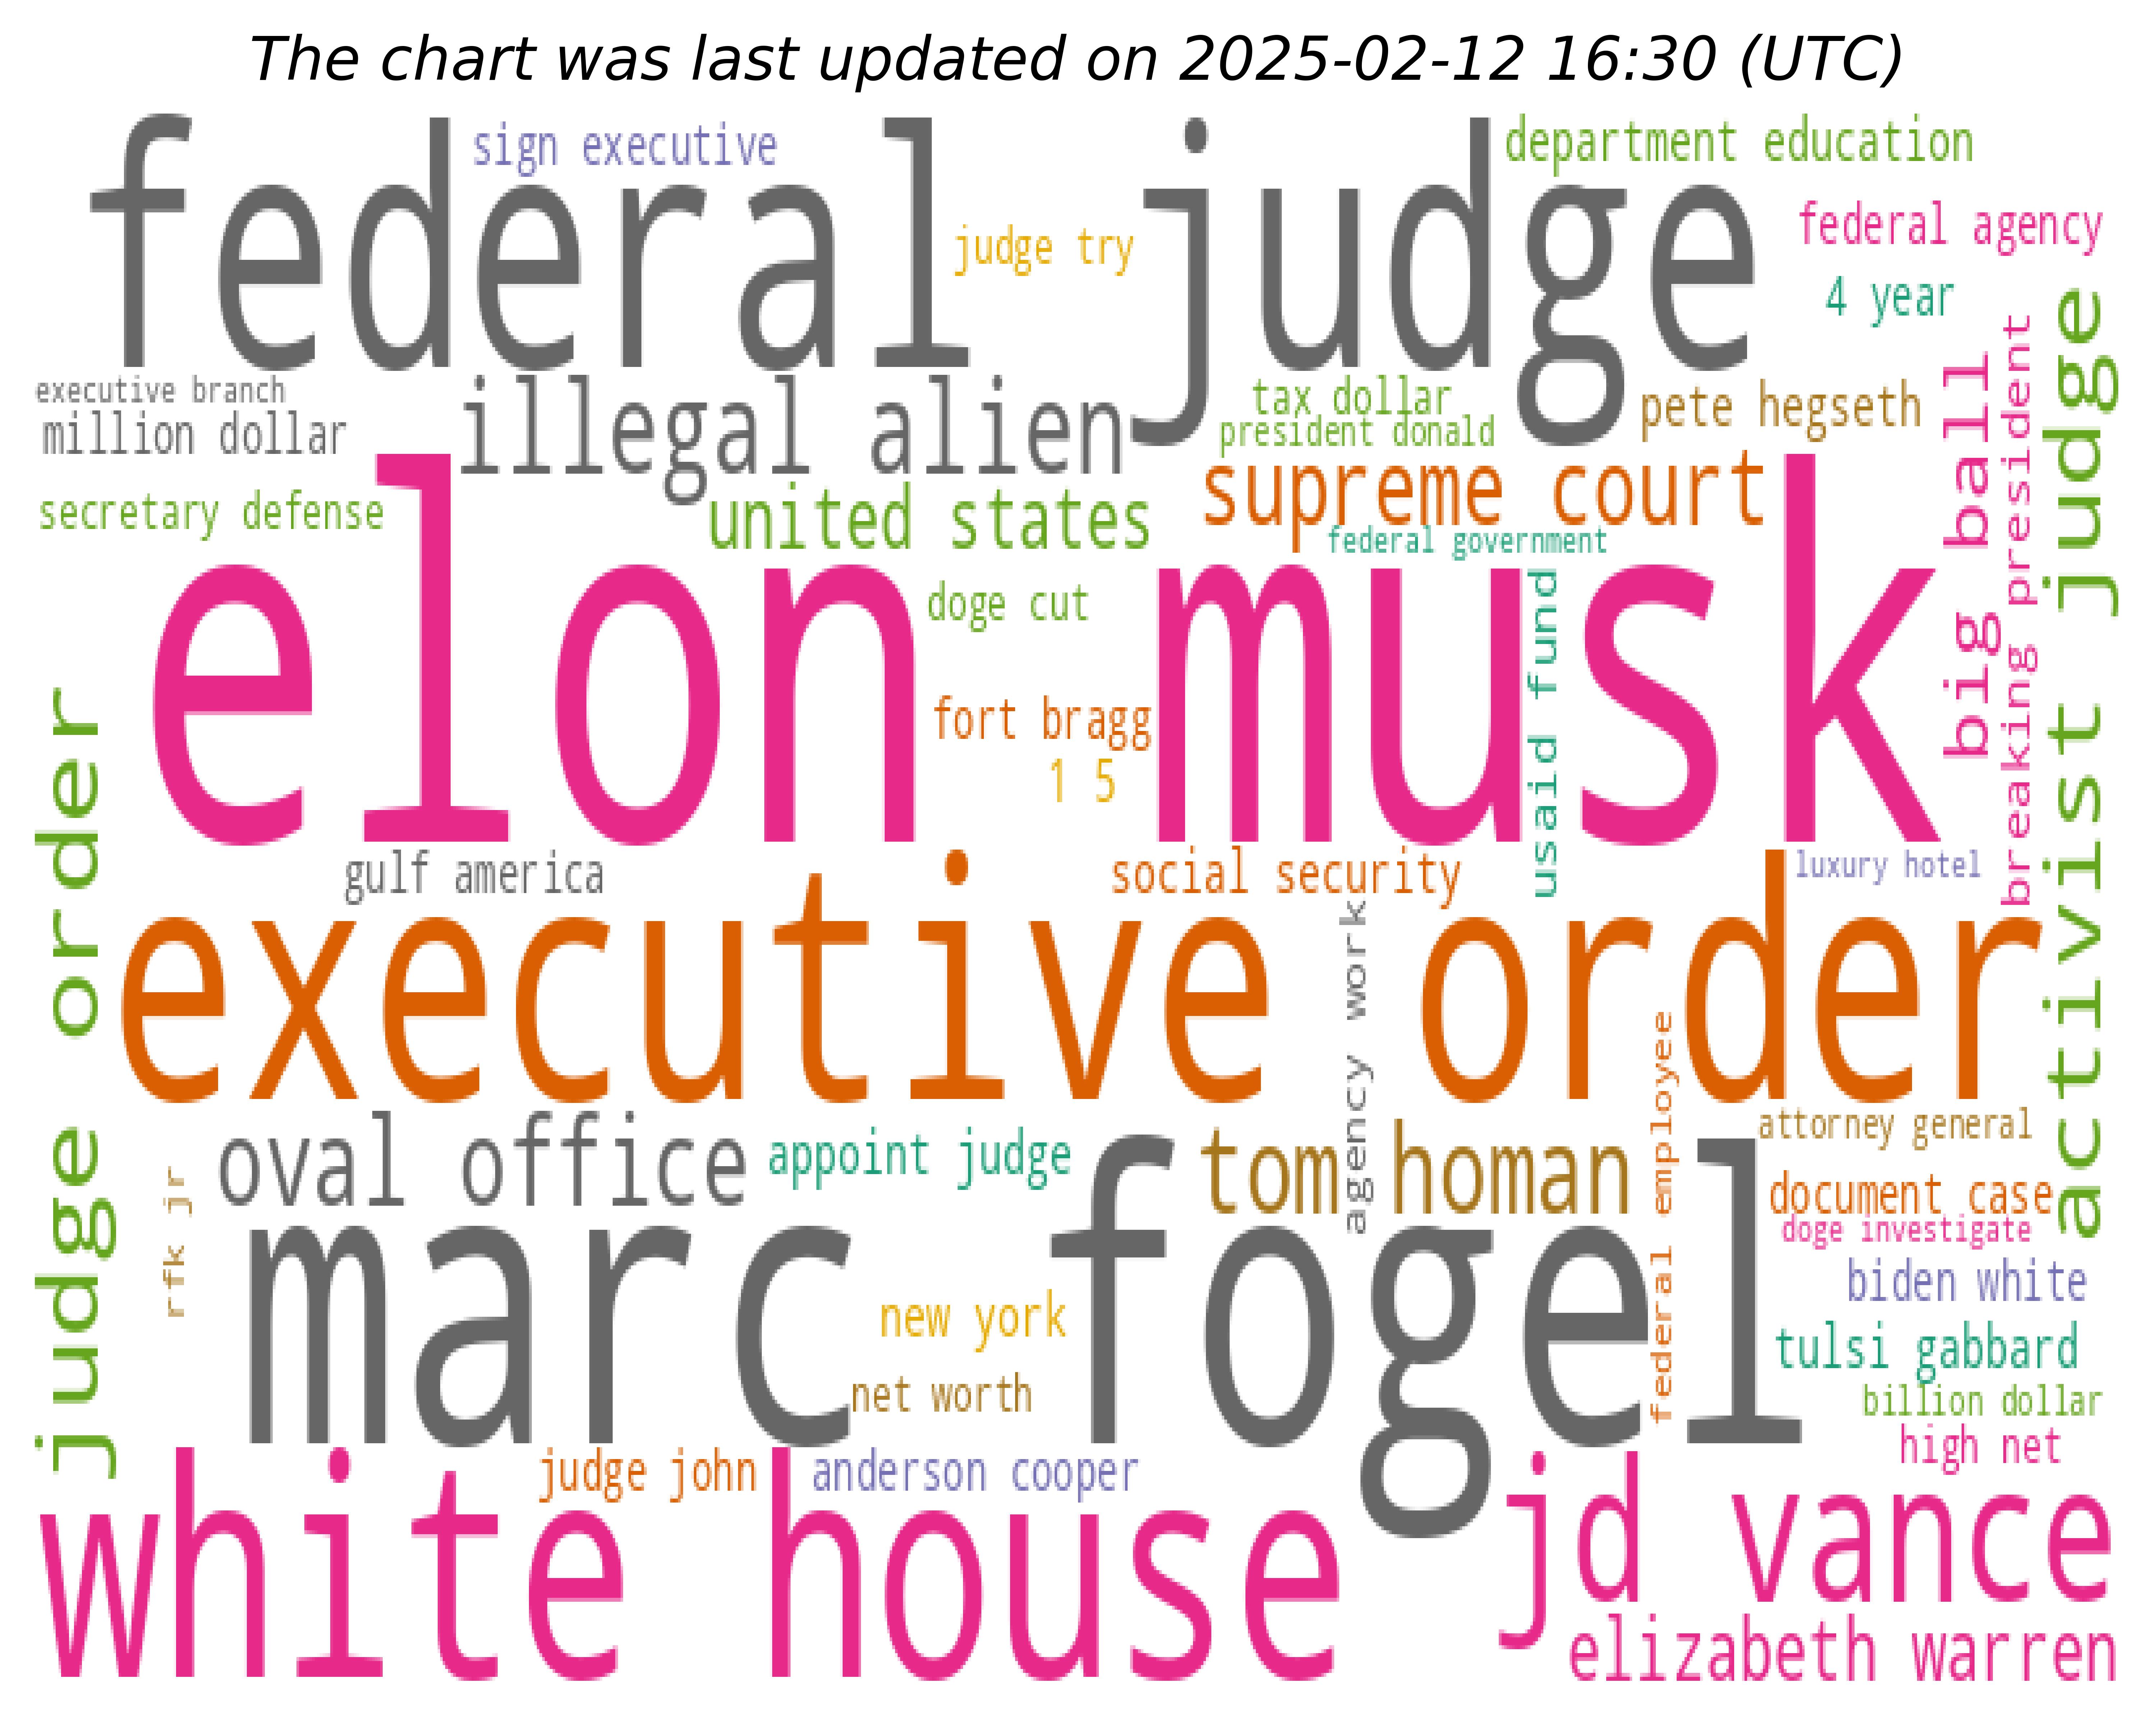 The chart was last updated on 2025-02-12 16:30 (UTC)
federal judge
sign executive
department education
judge try
federal agency
4 year
executive branch
million dollar
illegal alien
tax dollar
president donald
pete hegseth
big ball
breaking president
activist judge
secretary defense
united states
supreme court
federal government
elon musk
doge cut
usaid fund
fort bragg
1 5
judge order
gulf america
social security
luxury hotel
executive order
agency work
federal employee
oval office
appoint judge
tom homan
attorney general
rfk jr
document case
doge investigate
marc fogel
biden white
new york
tulsi gabbard
net worth
billion dollar
high net
judge john
anderson cooper
white house
jd vance
elizabeth warren